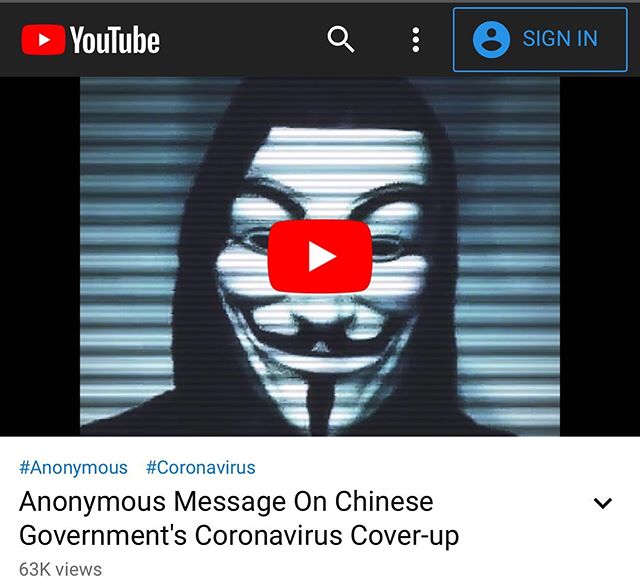 YouTube
SIGN IN
#Anonymous #Coronavirus
Anonymous Message On Chinese
Government's Coronavirus Cover-up
63K views